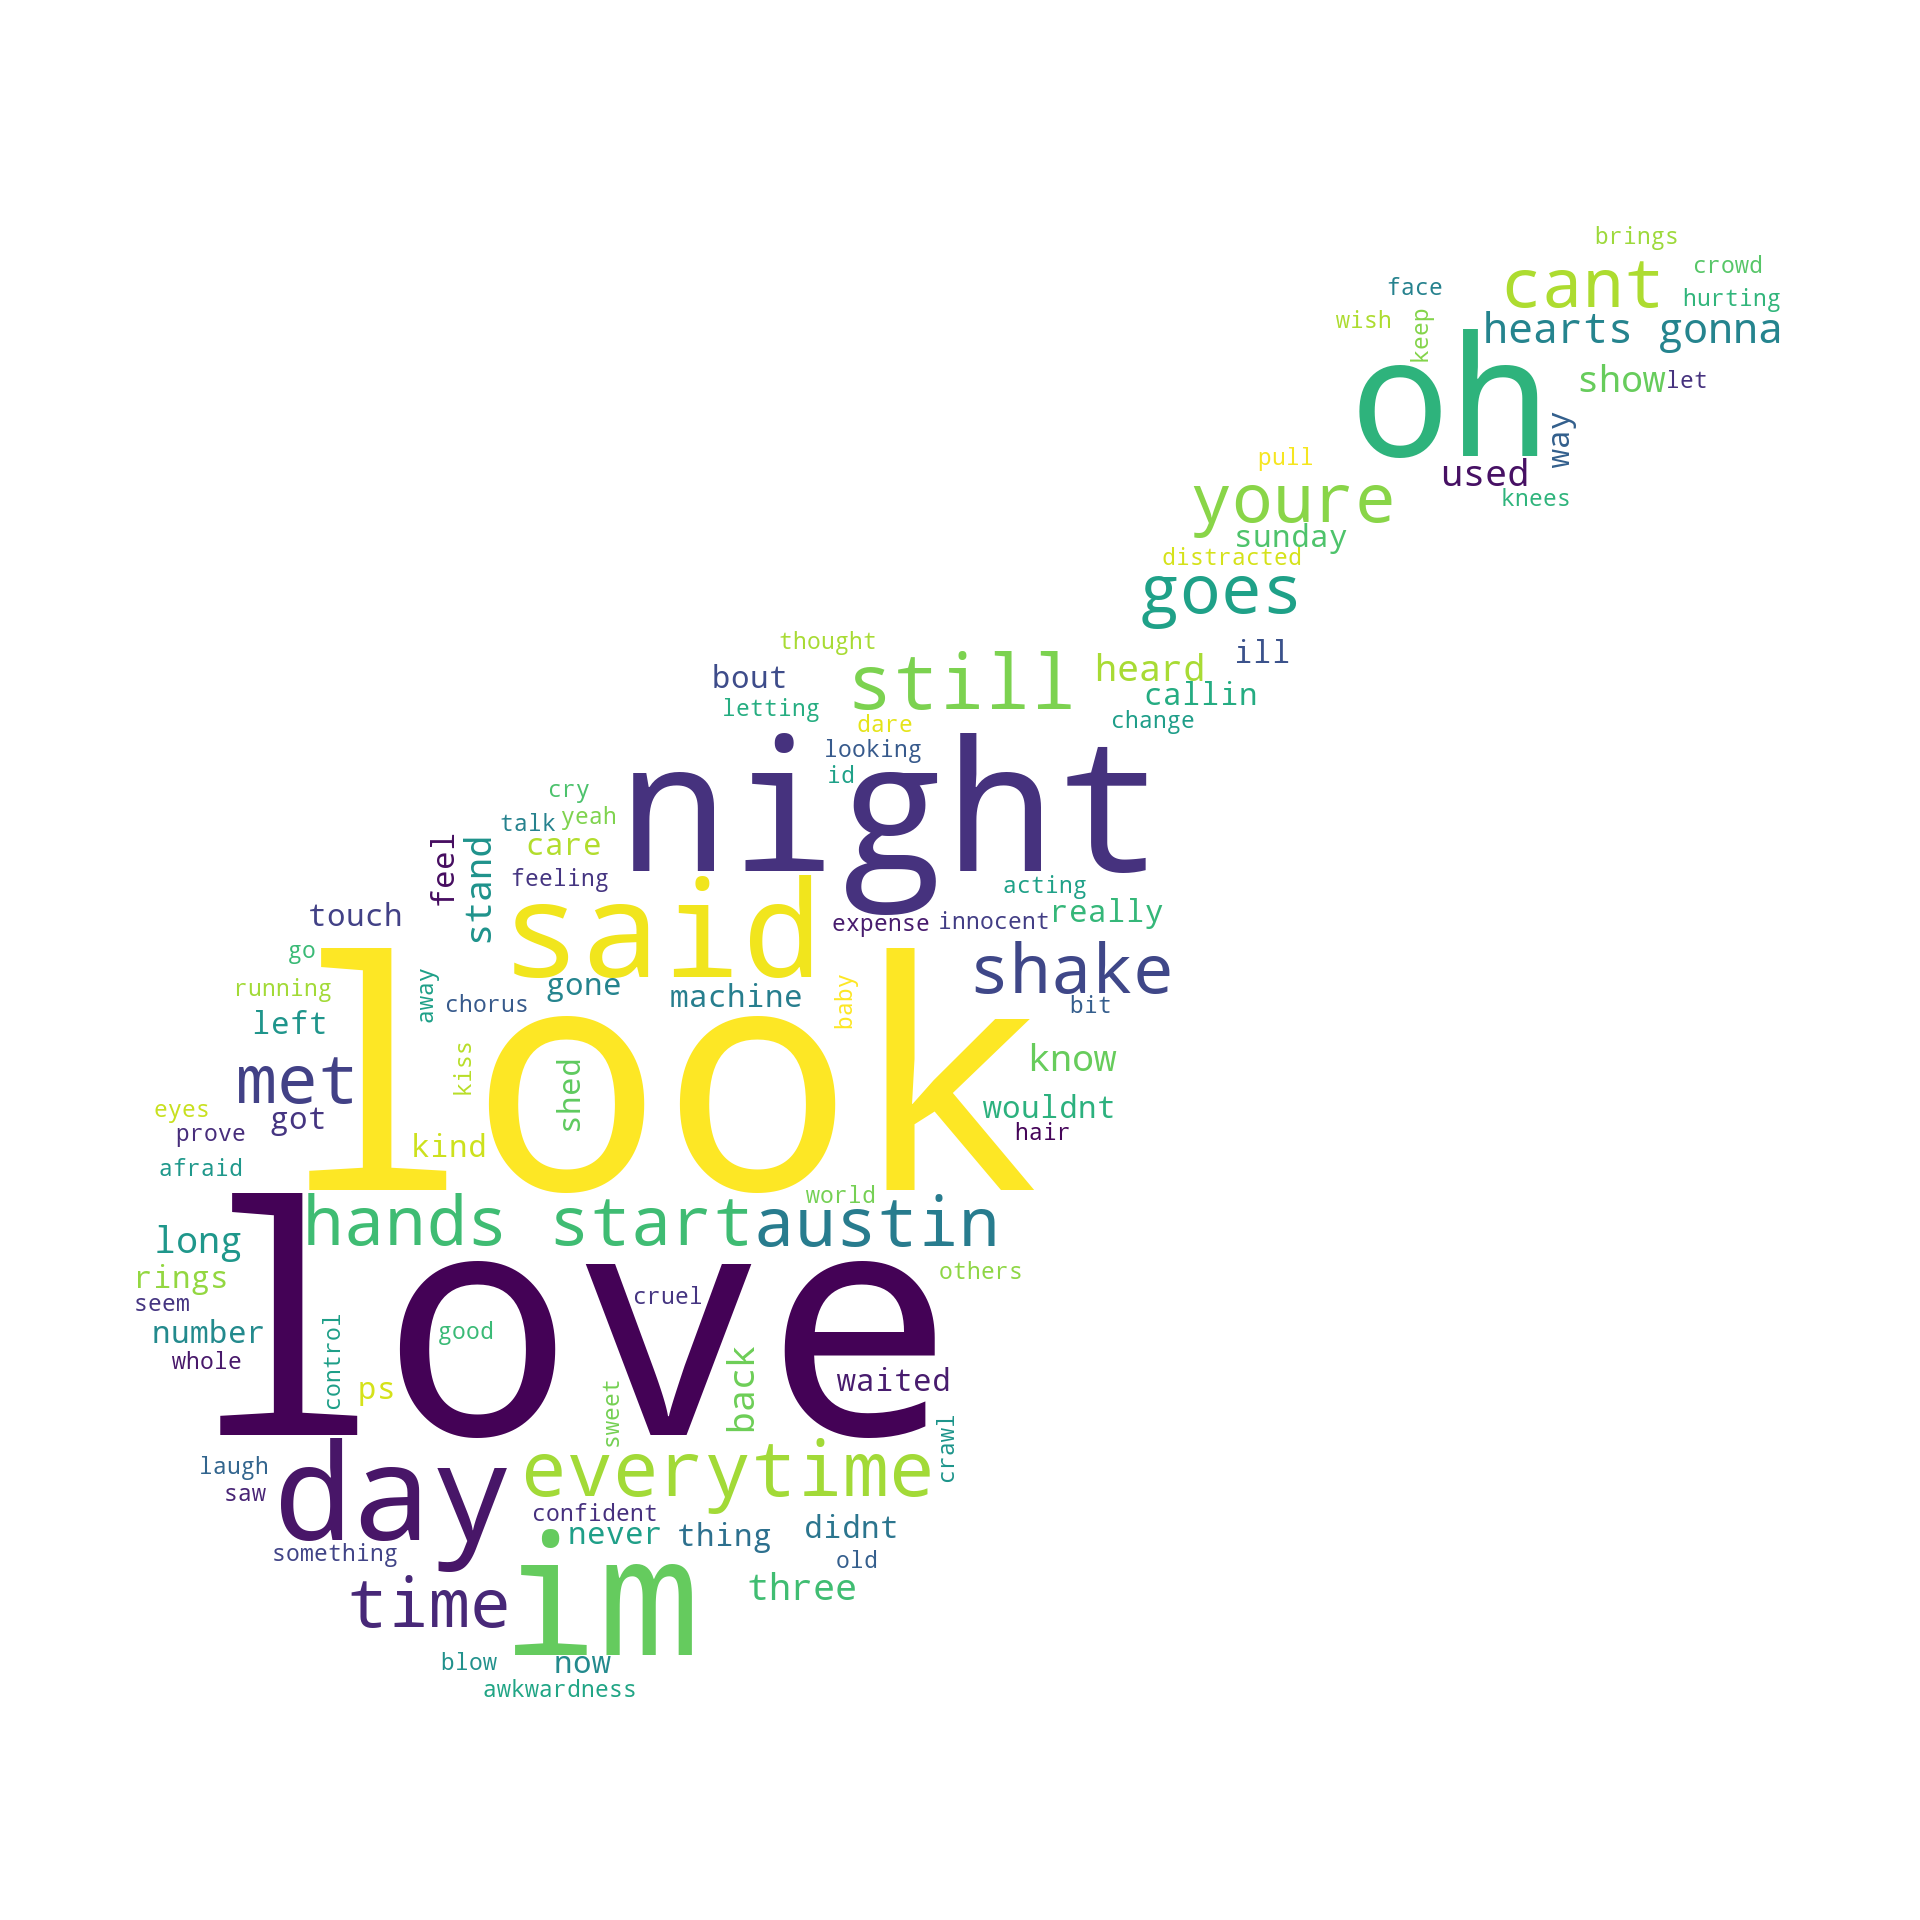 brings
crowd
cant
face
hurting
wish
keep
hearts gonna
oh
show
let
way
pull
used
youre
knees
sunday
distracted
goes
thought
ill
bout
still
heard
callin
letting
change
dare
looking
night
id
cry
yeah
talk
care
feel
stand
feeling
acting
touch
said
expense
innocent
really
go
shake
running
away
chorus
gone
machine
baby
bit
left
look
kiss
know
met
shed
eyes
got
wouldnt
prove
hair
kind
afraid
world
hands start
austin
long
love
rings
others
seem
cruel
number
control
good
whole
ps
back
waited
sweet
crawl
laugh
day
everytime
saw
confident
never
thing
didnt
something
old
time
im
three
blow
now
awkwardness